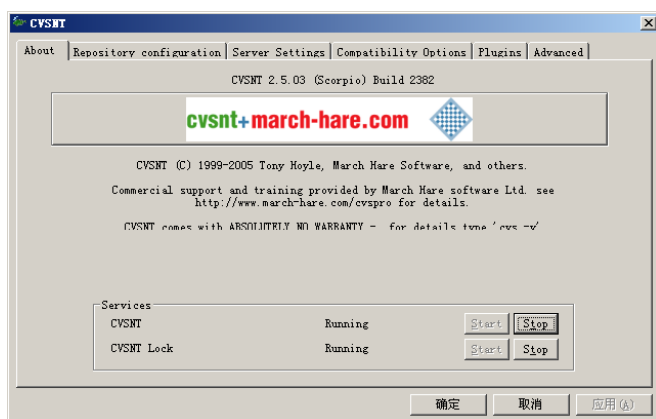 CVSNT
About Repository configuration Server Settings Compatibility Options Plugins Advanced
CVSNT 2.5.03 (Scorpio) Build 2382
cvsnt+march-hare.com
CVSNT (C) 1999-2005 Tony Hoyle, March Hare Software, and others.
Commercial support and training provided by March Hare software Ltd. see
http://www.march-hare.com/cvspro for details.
CVSNT comes with ABSOLUTELY NO WARRANTY - for details type 'cvs -v'
Services
CVSNT Running Start Stop
CVSNT Lock Running Start Stop
确定 取消 应用(A)